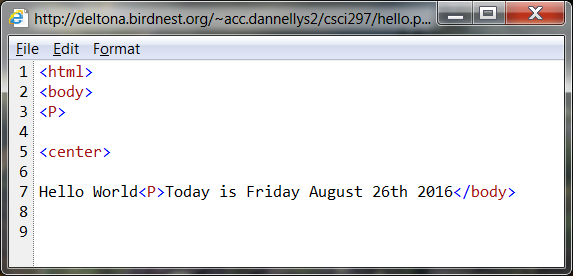 http://deltona.birdnest.org/~acc.dannellys2/csci297/hello.p...
File Edit Format
1 <html>
2 <body>
3 <P>
4
5 <center>
6
7 Hello World<P>Today is Friday August 26th 2016</body>
8
9